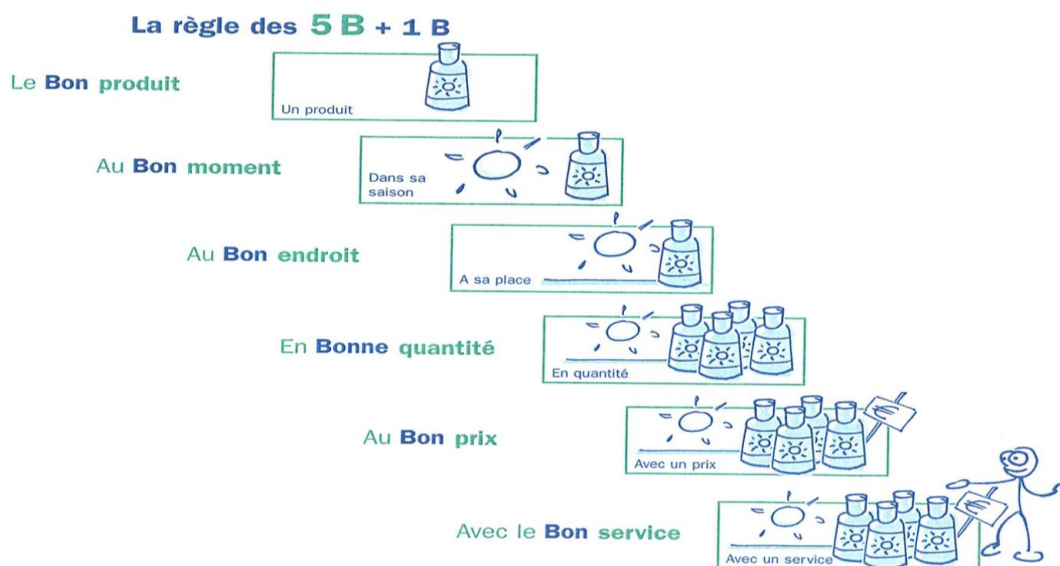 La règle des 5 B + 1 B
Le Bon produit
Un produit
Au Bon moment
Dans sa
saison
Au Bon endroit
A sa place
En Bonne quantité
En quantité
Au Bon prix
€
Avec un prix
Avec le Bon service
€
Avec un service